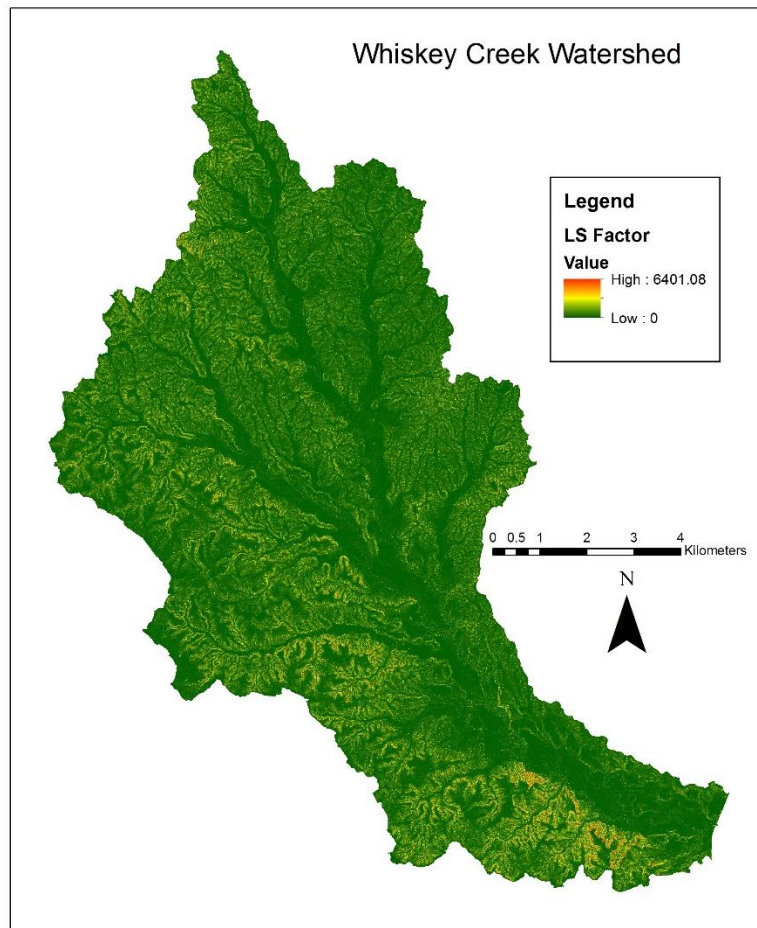 Whiskey Creek Watershed
Legend
LS Factor
Value
High : 6401.08
Low : 0
0 0.5 1 2 3 4
Kilometers
N